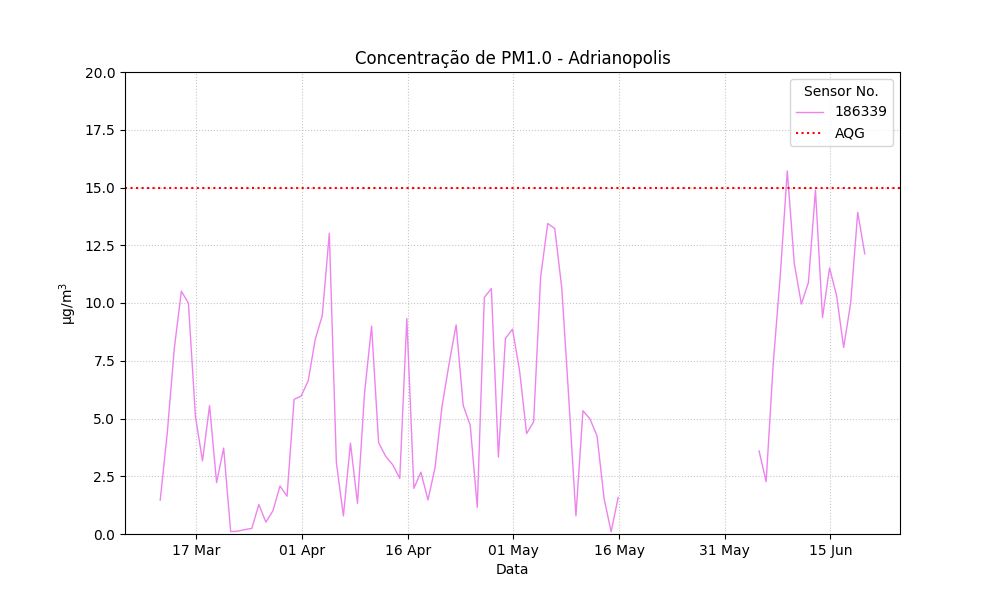 Concentração de PM1.0 - Adrianopolis
Sensor No.
186339
AQG
20.0
17.5
15.0
12.5
10.0
7.5
5.0
2.5
0.0
µg/m³
17 Mar
01 Apr
16 Apr
01 May
16 May
31 May
15 Jun
Data